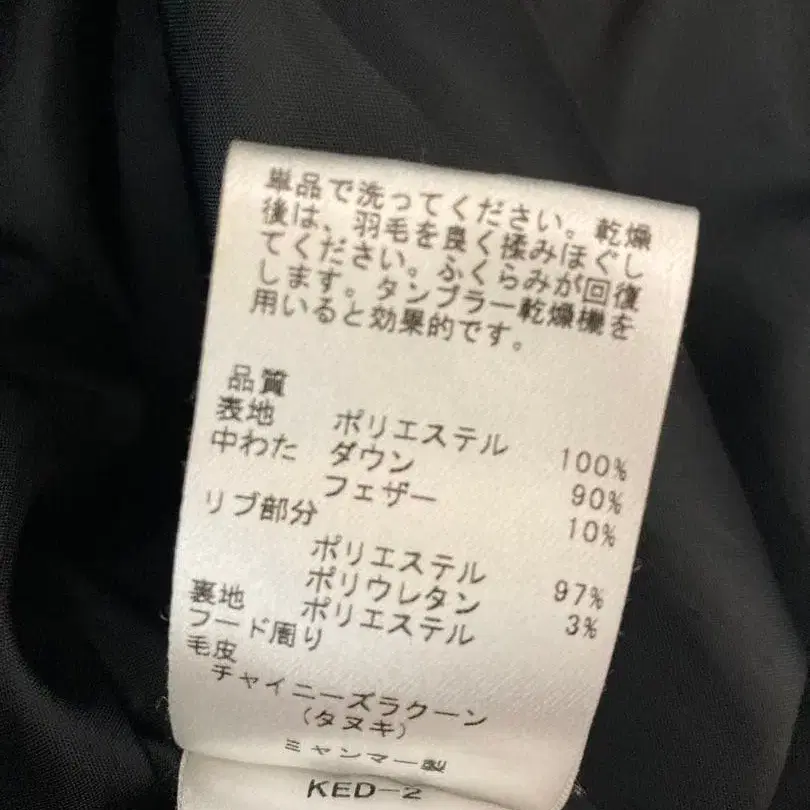 単品で洗ってください。乾燥
後は、羽毛を良く揉みほぐし
てください。ふくらみが回復
します。タンブラー乾燥機を
用いると効果的です。
品質
表地 ポリエステル 100%
中わた ダウン 90%
フェザー 10%
リブ部分
ポリエステル 97%
ポリウレタン 3%
裏地 ポリエステル
フード周り
毛皮
チャイニーズラクーン
(タヌキ)
ミャンマー製
KED-2